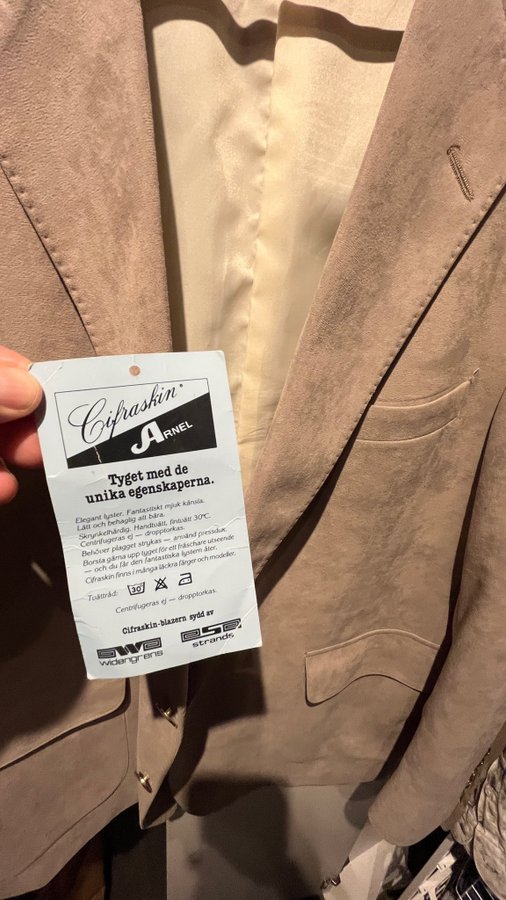 Cifraskin®
ARNEL
Tyget med de
unika egenskaperna.
Elegant lyster. Fantastiskt mjuk känsla.
Lätt och behaglig att bära.
Skrynkelhärdig. Handtvätt, fintvätt 30°C.
Centrifugeras ej — dropptorkas.
Behöver plagget strykas — använd pressduk.
Borsta gärna upp tyget för ett fräschare utseende
— och du får den fantastiska lystern åter.
Cifraskin finns i många läckra färger och modeller.
Tvättråd: 30°
Centrifugeras ej — dropptorkas.
Cifraskin-blazern sydd av
widengrens
ese
strands